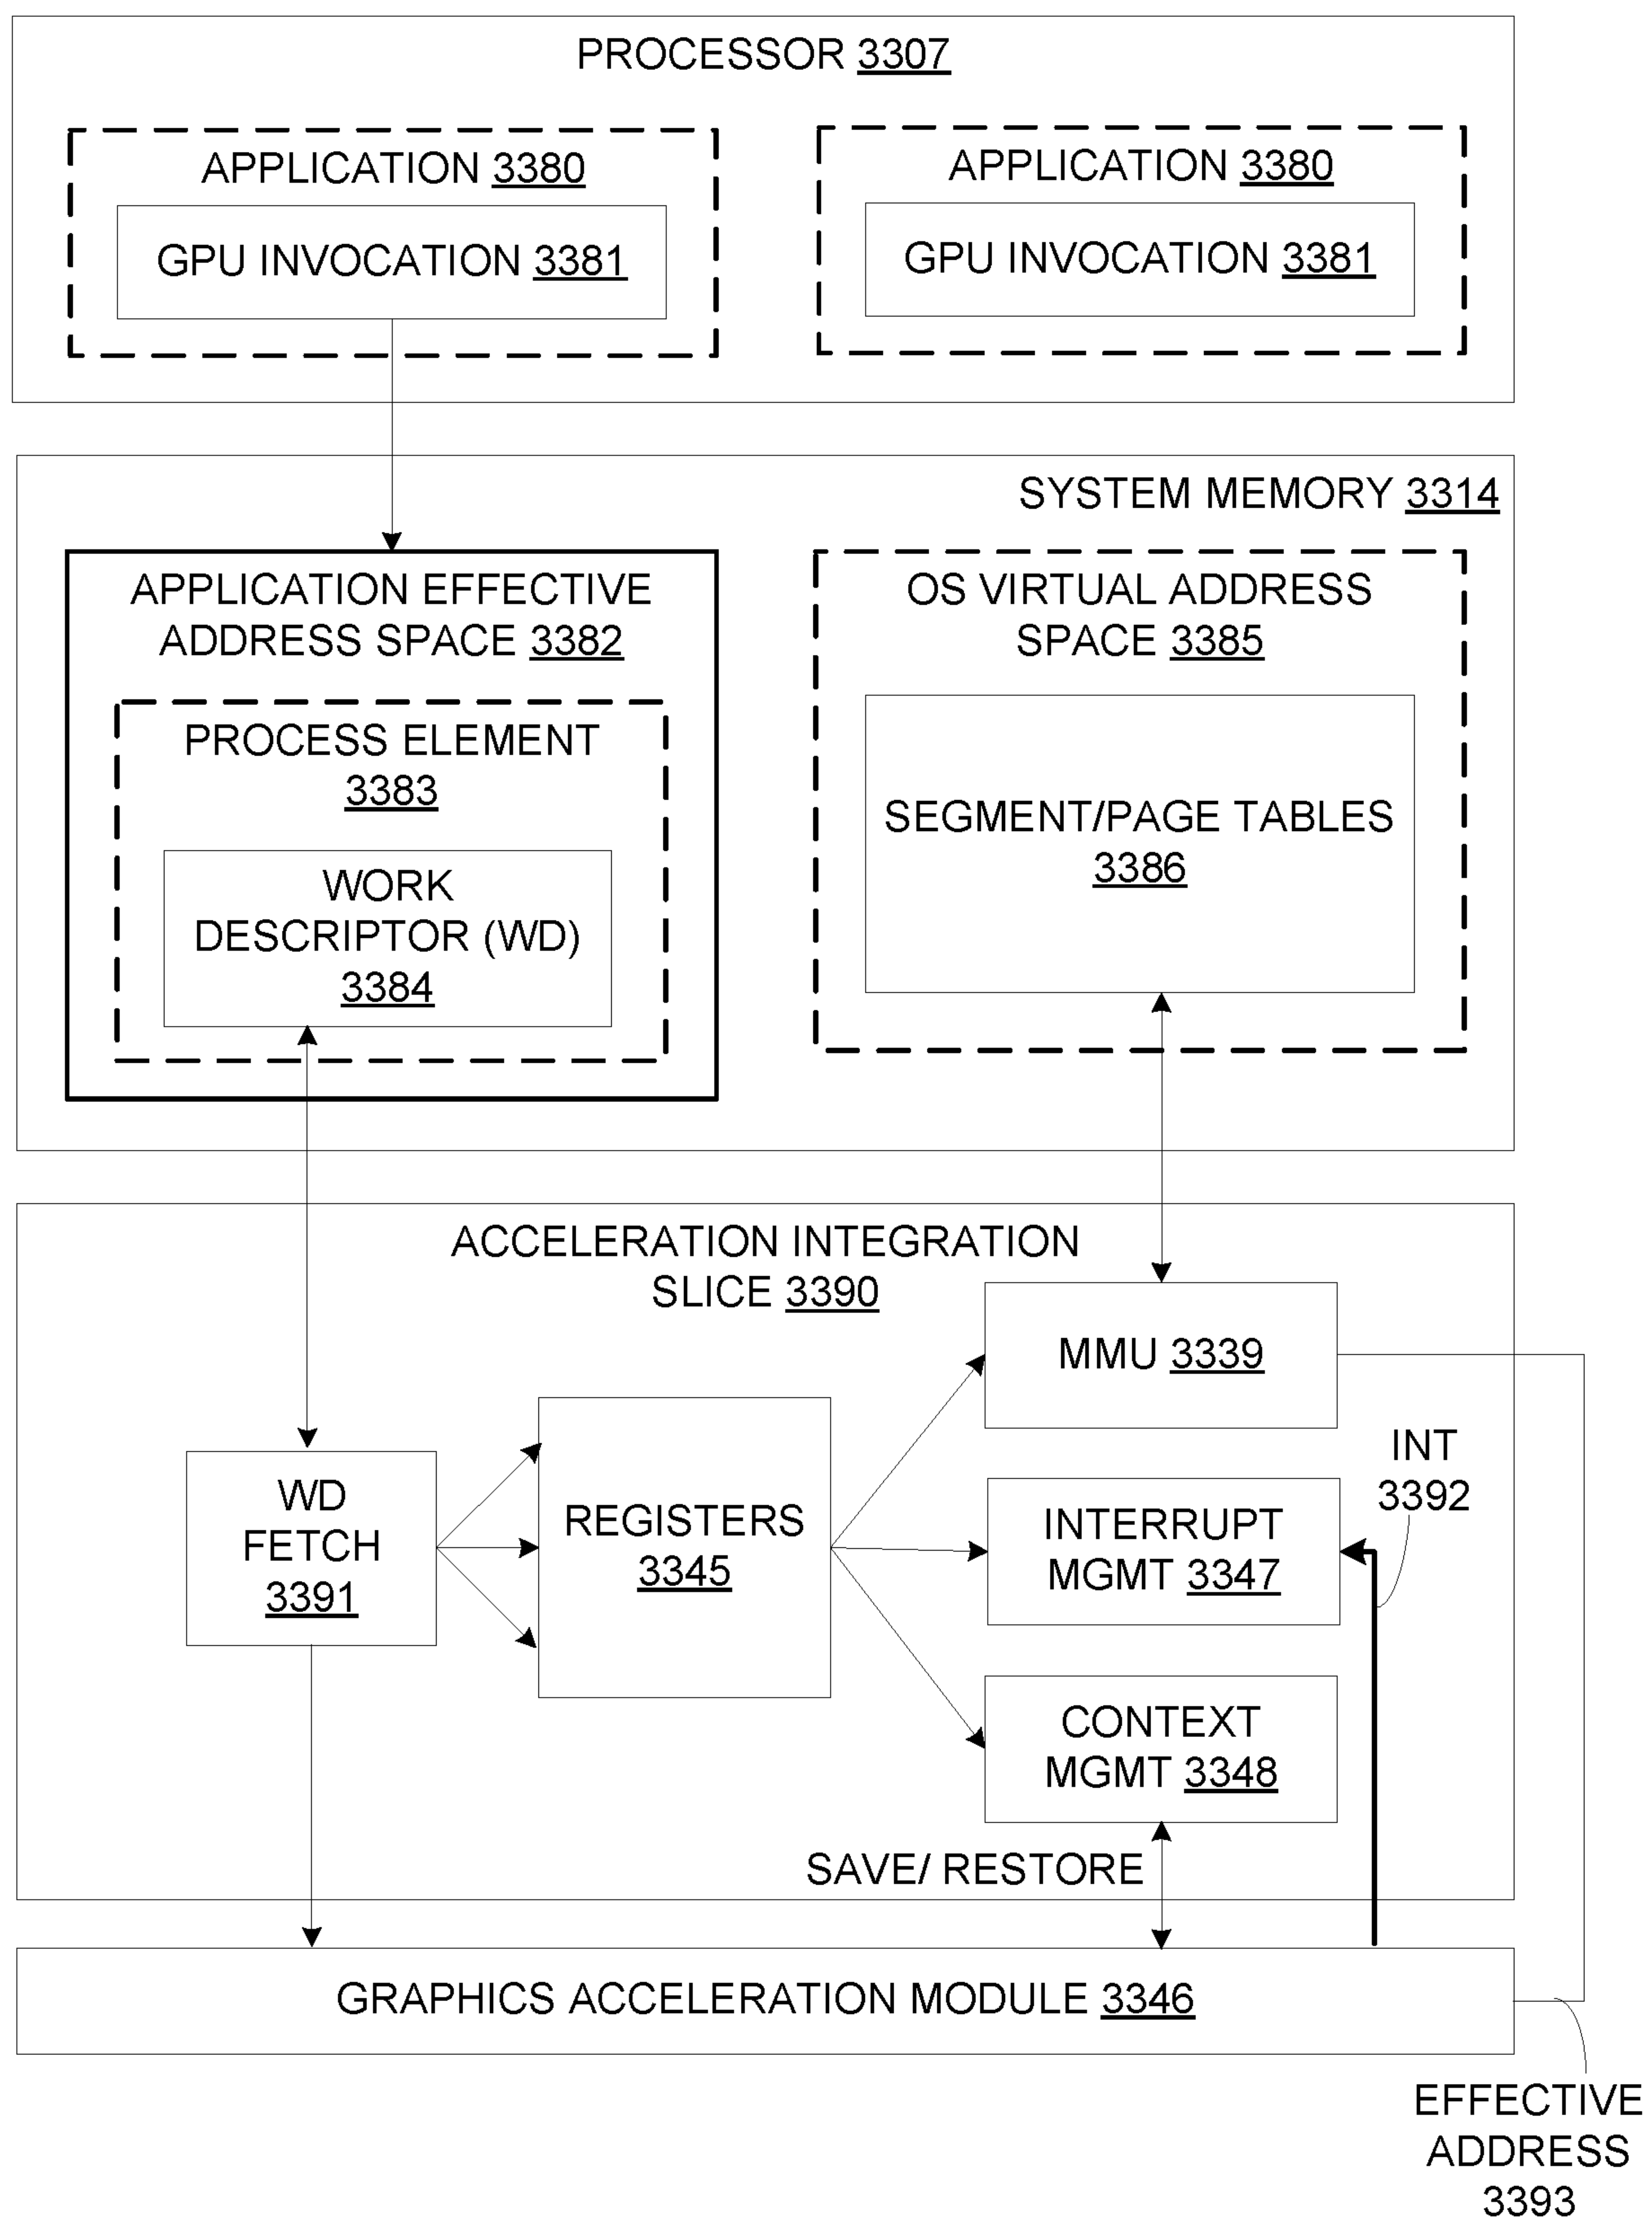 PROCESSOR 3307
APPLICATION 3380
GPU INVOCATION 3381
APPLICATION 3380
GPU INVOCATION 3381
SYSTEM MEMORY 3314
APPLICATION EFFECTIVE
ADDRESS SPACE 3382
PROCESS ELEMENT
3383
WORK
DESCRIPTOR (WD)
3384
OS VIRTUAL ADDRESS
SPACE 3385
SEGMENT/PAGE TABLES
3386
ACCELERATION INTEGRATION
SLICE 3390
WD
FETCH
3391
REGISTERS
3345
MMU 3339
INTERRUPT
MGMT 3347
CONTEXT
MGMT 3348
INT
3392
SAVE/ RESTORE
GRAPHICS ACCELERATION MODULE 3346
EFFECTIVE
ADDRESS
3393